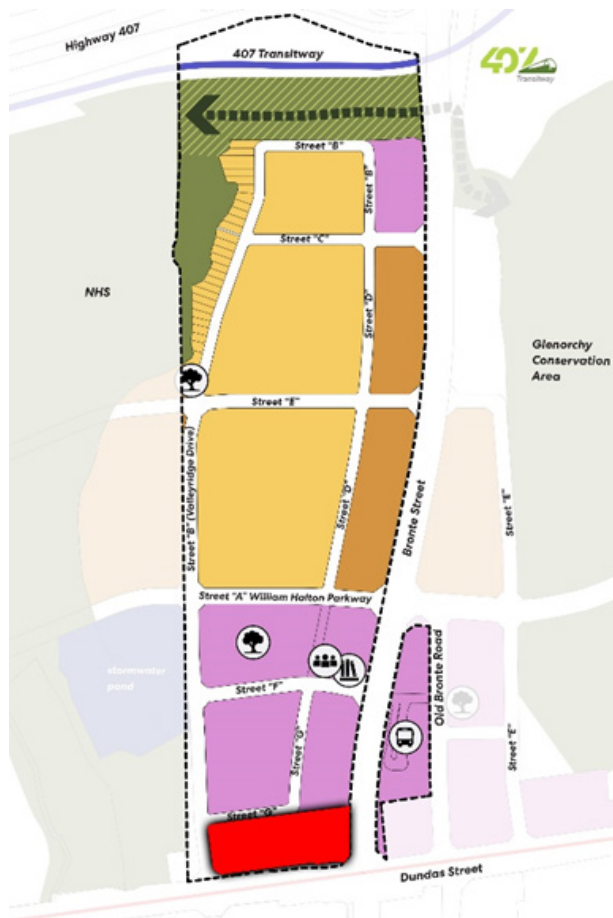 Highway 407
407 Transitway
407
Transitway
Street "B"
Street "B"
Street "C"
NHS
Street "D"
Glenorchy
Conservation
Area
Street "E"
Street "B" (Valleyridge Drive)
Street "D"
Bronte Street
Street "E"
Street "A" William Halton Parkway
stormwater
pond
Old Bronte Road
Street "F"
Street "G"
Street "E"
Street "G"
Dundas Street